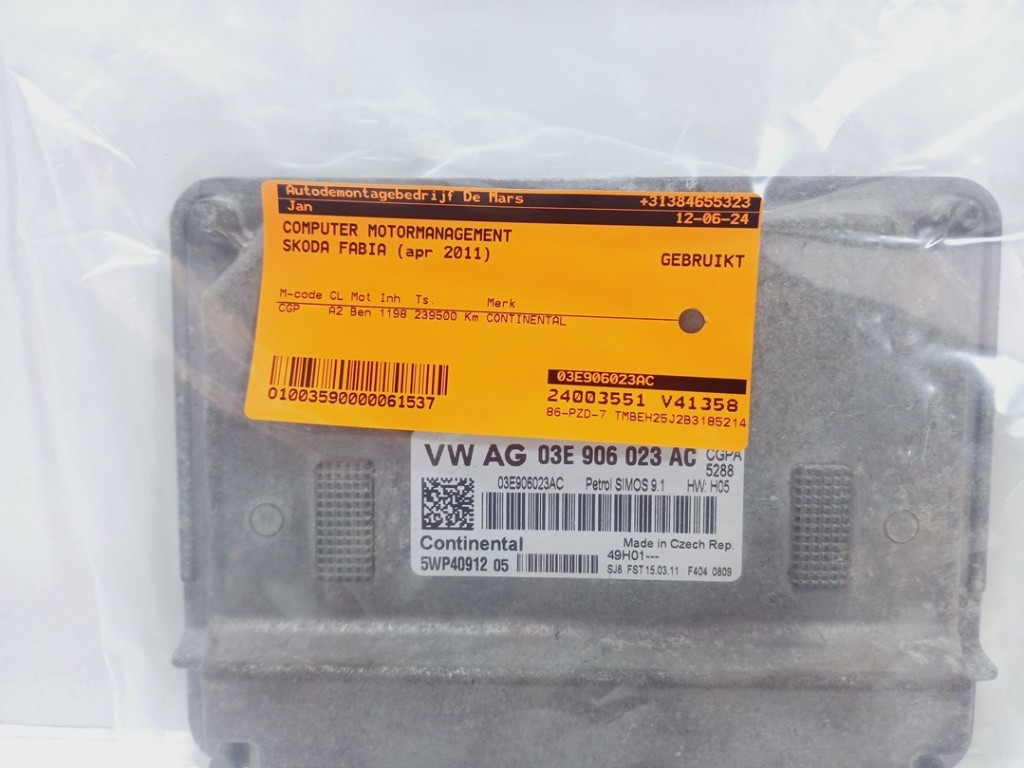 Autodemontagebedrijf De Mars +31384655323
Jan 12-06-24
COMPUTER MOTORMANAGEMENT
SKODA FABIA (apr 2011)
GEBRUIKT
M-code CL Mot Inh Ts. Merk
CGP A2 Ben 1198 239500 Km CONTINENTAL
03E906023AC
0100359000006153​7 24003551 V41358
86-PZD-7 TMBEH25J2B3185214
VW AG 03E 906 023 AC CGPA
5288
03E906023AC Petrol SIMOS 9.1 HW: H05
Continental Made in Czech Rep.
49H01---
5WP40912 05 SJ8 FST 15.03.11 F404 0809